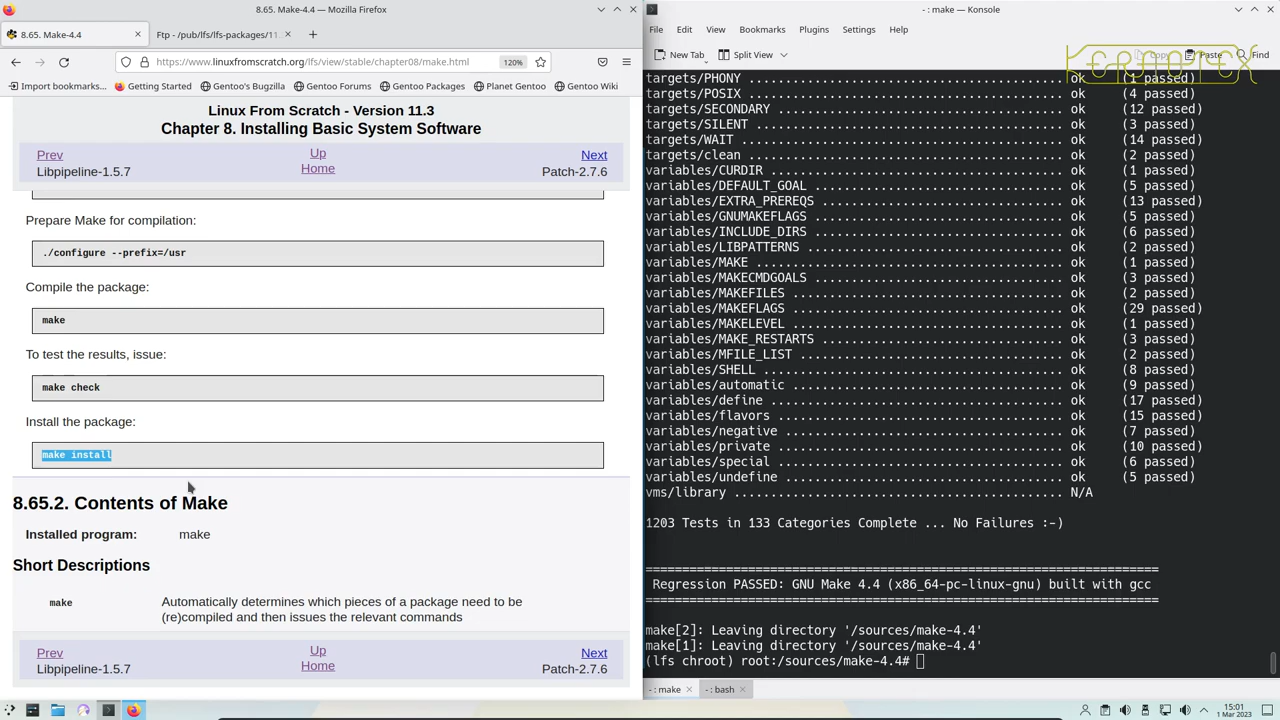 8.65. Make-4.4 — Mozilla Firefox
8.65. Make-4.4
Ftp - /pub/lfs/lfs-packages/11.
https://www.linuxfromscratch.org/lfs/view/stable/chapter08/make.html
120%
Import bookmarks...
Getting Started
Gentoo's Bugzilla
Gentoo Forums
Gentoo Packages
Planet Gentoo
Gentoo Wiki
Linux From Scratch - Version 11.3
Chapter 8. Installing Basic System Software
Prev
Up
Next
Libpipeline-1.5.7
Home
Patch-2.7.6
Prepare Make for compilation:
./configure --prefix=/usr
Compile the package:
make
To test the results, issue:
make check
Install the package:
make install
8.65.2. Contents of Make
Installed program: make
Short Descriptions
make Automatically determines which pieces of a package need to be
(re)compiled and then issues the relevant commands
Prev
Up
Next
Libpipeline-1.5.7
Home
Patch-2.7.6
- : make — Konsole
File Edit View Bookmarks Plugins Settings Help
New Tab
Split View
Copy
Paste
Find
KERNOTEX
targets/PHONY ......................................... ok (1 passed)
targets/POSIX ......................................... ok (4 passed)
targets/SECONDARY ..................................... ok (12 passed)
targets/SILENT ........................................ ok (3 passed)
targets/WAIT .......................................... ok (14 passed)
targets/clean ......................................... ok (2 passed)
variables/CURDIR ...................................... ok (1 passed)
variables/DEFAULT_GOAL ................................ ok (5 passed)
variables/EXTRA_PREREQS ............................... ok (13 passed)
variables/GNUMAKEFLAGS ................................ ok (5 passed)
variables/INCLUDE_DIRS ................................ ok (6 passed)
variables/LIBPATTERNS ................................. ok (2 passed)
variables/MAKE ........................................ ok (1 passed)
variables/MAKECMDGOALS ................................ ok (3 passed)
variables/MAKEFILES ................................... ok (2 passed)
variables/MAKEFLAGS ................................... ok (29 passed)
variables/MAKELEVEL ................................... ok (1 passed)
variables/MAKE_RESTARTS ............................... ok (3 passed)
variables/MFILE_LIST .................................. ok (2 passed)
variables/SHELL ....................................... ok (8 passed)
variables/automatic ................................... ok (9 passed)
variables/define ...................................... ok (17 passed)
variables/flavors ..................................... ok (15 passed)
variables/negative .................................... ok (7 passed)
variables/private ..................................... ok (10 passed)
variables/special ..................................... ok (6 passed)
variables/undefine .................................... ok (5 passed)
vms/library ........................................... N/A
1203 Tests in 133 Categories Complete ... No Failures :-)
==============================================================
Regression PASSED: GNU Make 4.4 (x86_64-pc-linux-gnu) built with gcc
==============================================================
make[2]: Leaving directory '/sources/make-4.4'
make[1]: Leaving directory '/sources/make-4.4'
(lfs chroot) root:/sources/make-4.4#
- : make
- : bash
15:01
1 Mar 2023